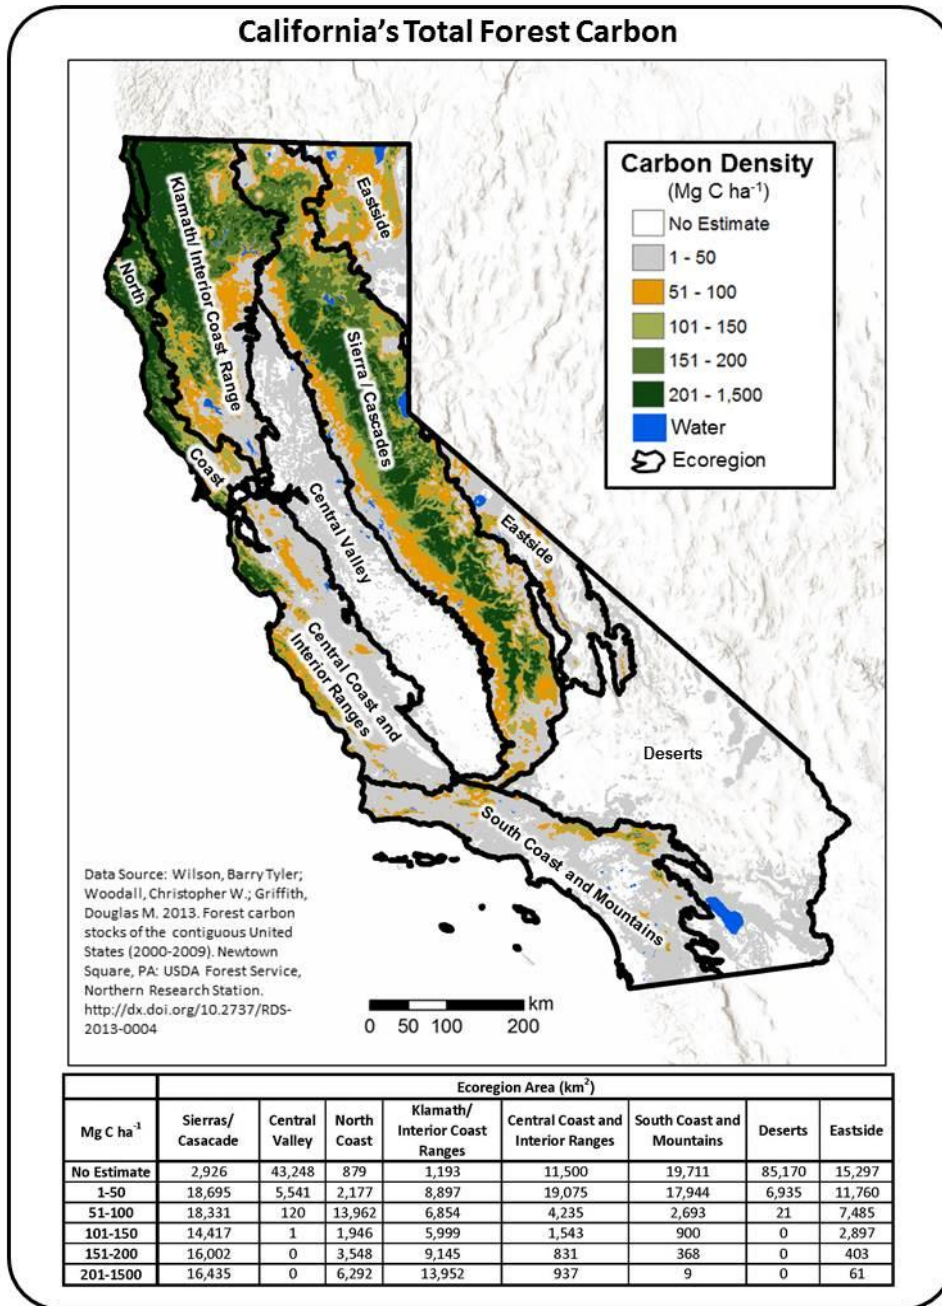 California's Total Forest Carbon
Carbon Density
(Mg C ha⁻¹)
No Estimate
1 - 50
51 - 100
101 - 150
151 - 200
201 - 1,500
Water
Ecoregion
Eastside
Klamath/ Interior Coast Range
North
Coast
Sierra / Cascades
Central Valley
Eastside
Central Coast and
Interior Ranges
Deserts
South Coast and Mountains
Data Source: Wilson, Barry Tyler;
Woodall, Christopher W.; Griffith,
Douglas M. 2013. Forest carbon
stocks of the contiguous United
States (2000-2009). Newtown
Square, PA: USDA Forest Service,
Northern Research Station.
http://dx.doi.org/10.2737/RDS-
2013-0004
km
0 50 100 200
Ecoregion Area (km²)
Mg C ha⁻¹ Sierras/ Casacade Central Valley North Coast Klamath/ Interior Coast Ranges Central Coast and Interior Ranges South Coast and Mountains Deserts Eastside
No Estimate 2,926 43,248 879 1,193 11,500 19,711 85,170 15,297
1-50 18,695 5,541 2,177 8,897 19,075 17,944 6,935 11,760
51-100 18,331 120 13,962 6,854 4,235 2,693 21 7,485
101-150 14,417 1 1,946 5,999 1,543 900 0 2,897
151-200 16,002 0 3,548 9,145 831 368 0 403
201-1500 16,435 0 6,292 13,952 937 9 0 61